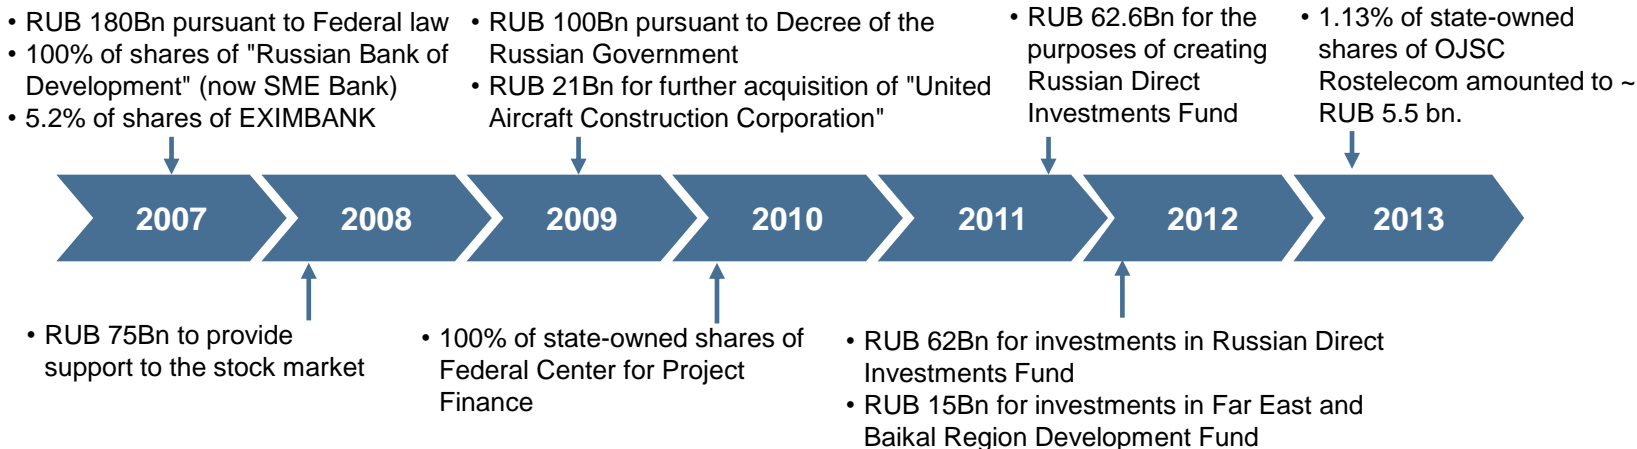 • RUB 180Bn pursuant to Federal law
• 100% of shares of "Russian Bank of
Development" (now SME Bank)
• 5.2% of shares of EXIMBANK
• RUB 100Bn pursuant to Decree of the
Russian Government
• RUB 21Bn for further acquisition of "United
Aircraft Construction Corporation"
• RUB 62.6Bn for the
purposes of creating
Russian Direct
Investments Fund
• 1.13% of state-owned
shares of OJSC
Rostelecom amounted to ~
RUB 5.5 bn.
2007
2008
2009
2010
2011
2012
2013
• RUB 75Bn to provide
support to the stock market
• 100% of state-owned shares of
Federal Center for Project
Finance
• RUB 62Bn for investments in Russian Direct
Investments Fund
• RUB 15Bn for investments in Far East and
Baikal Region Development Fund